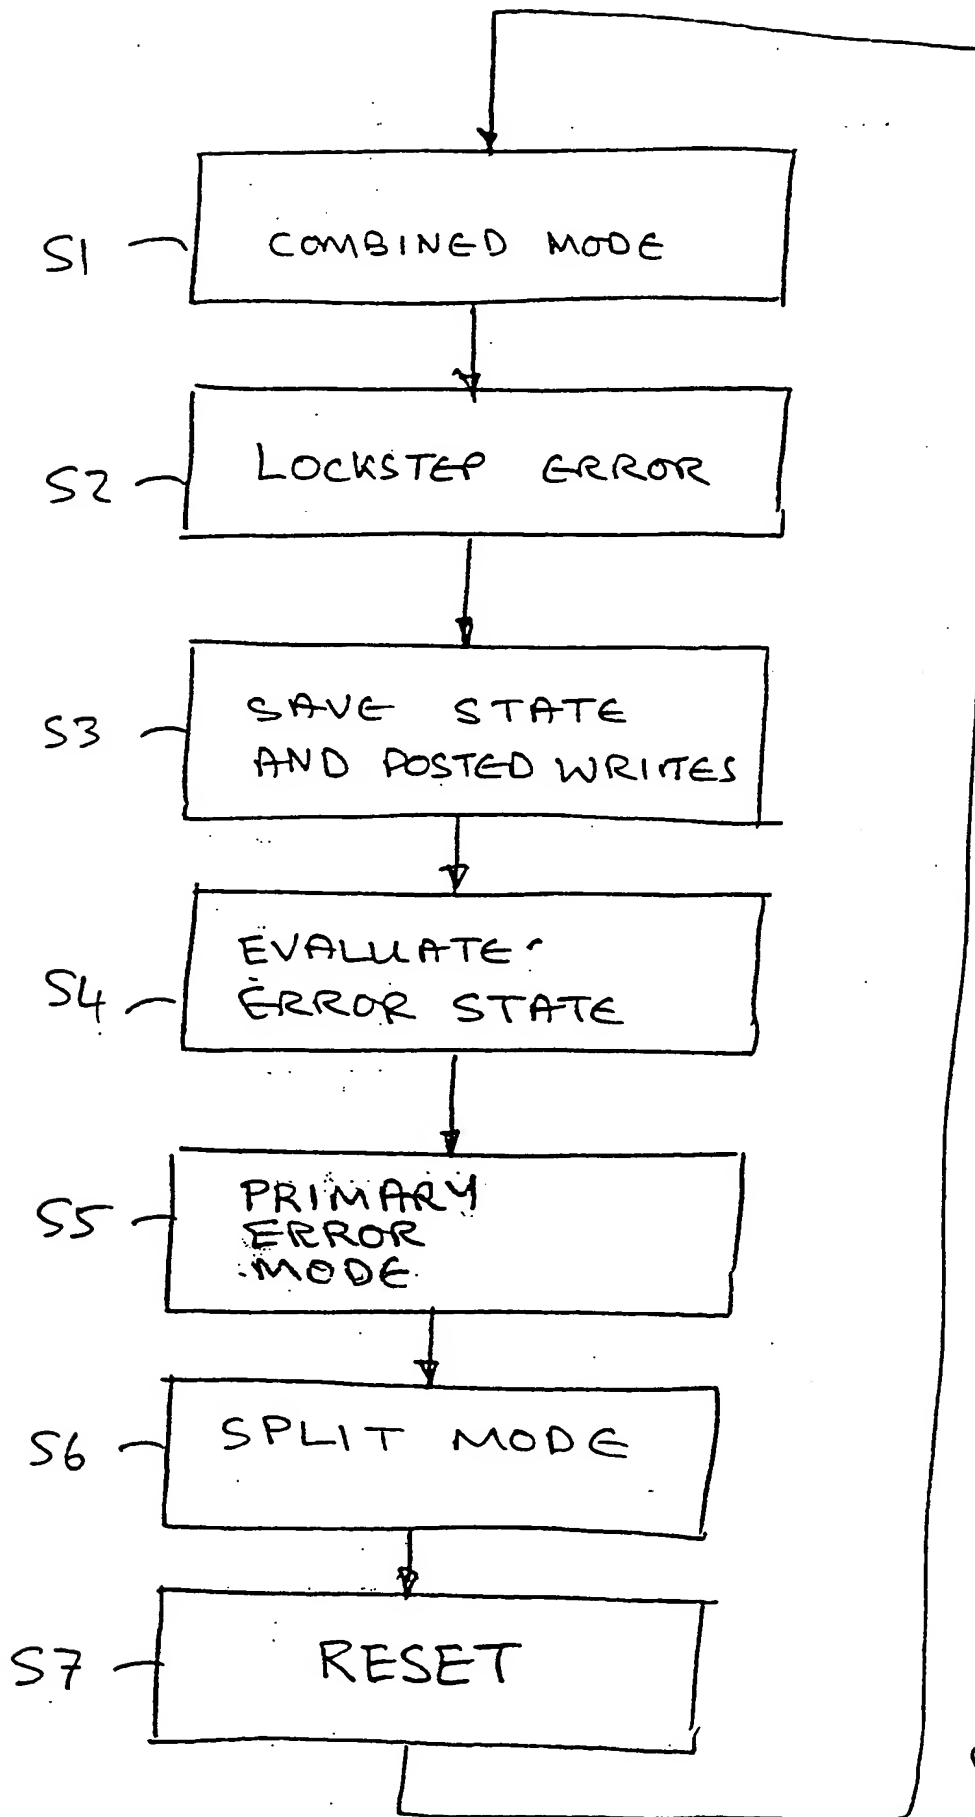 S1
COMBINED MODE
S2
LOCKSTEP ERROR
S3
SAVE STATE
AND POSTED WRITES
S4
EVALUATE
ERROR STATE
S5
PRIMARY
ERROR
MODE
S6
SPLIT MODE
S7
RESET